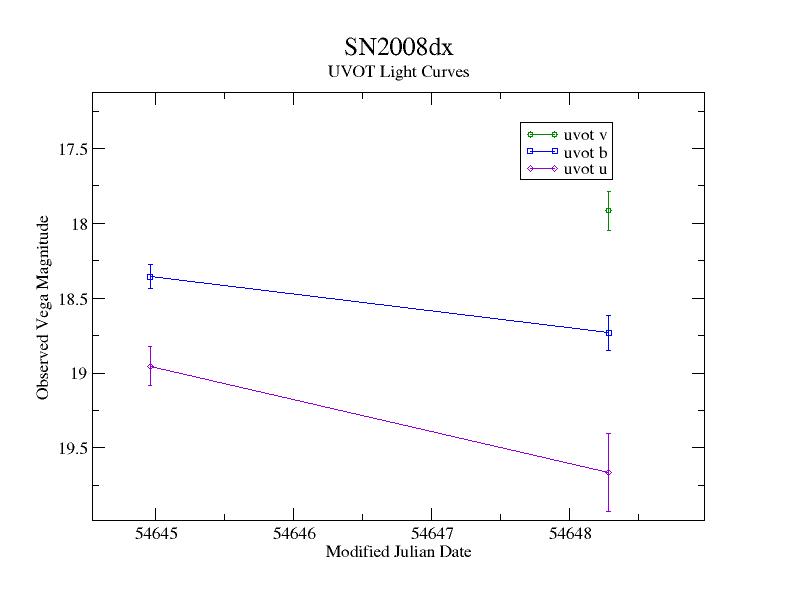 SN2008dx
UVOT Light Curves
uvot v
uvot b
uvot u
17.5
18
18.5
19
19.5
Observed Vega Magnitude
54645 54646 54647 54648
Modified Julian Date